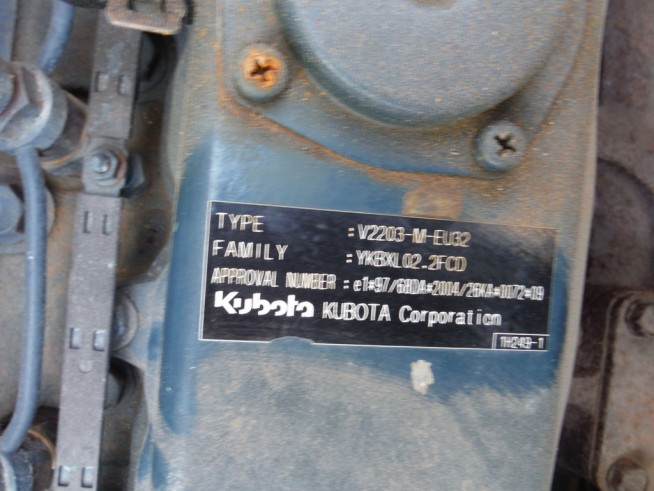 TYPE : V2203-M-EU32
FAMILY : YKBXL02.2FCD
APPROVAL NUMBER : e1*97/68DA*2004/26KA*0072*09
Kubota KUBOTA Corporation
1H249-1